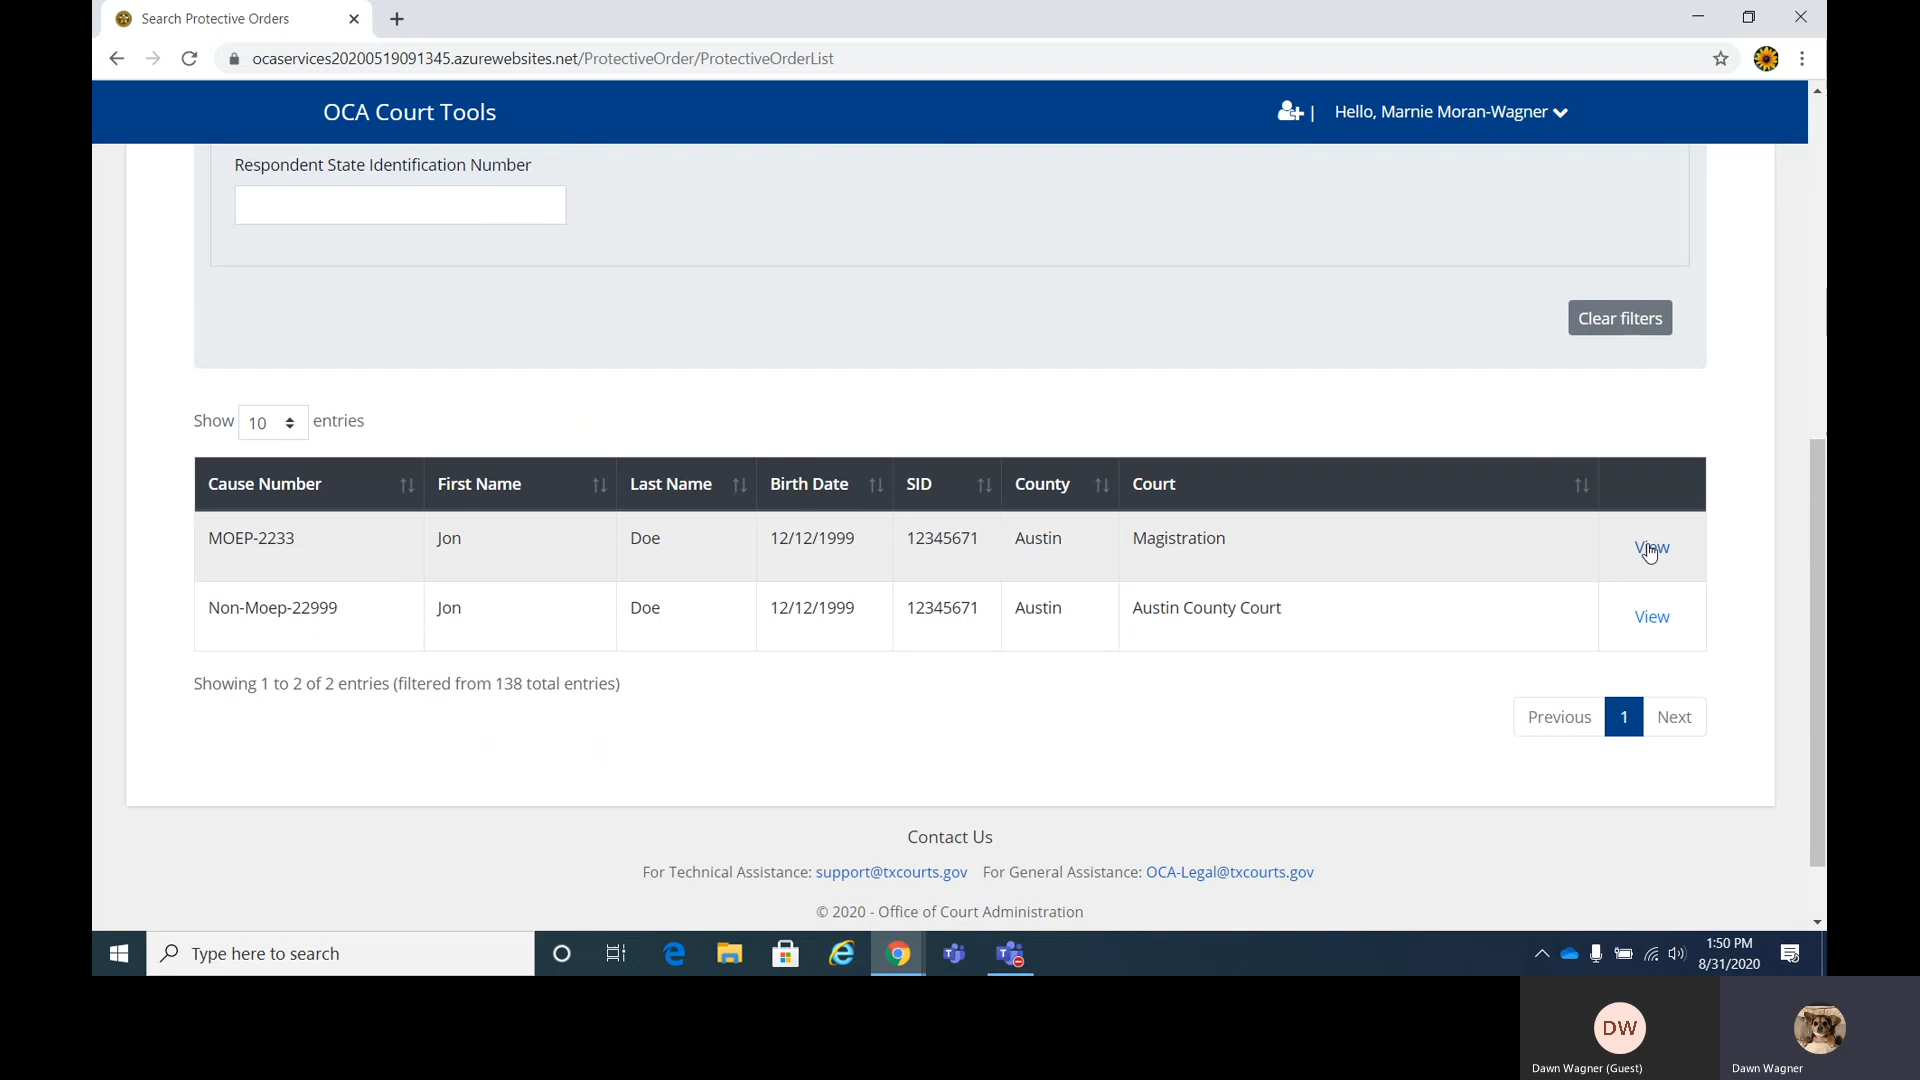 Search Protective Orders
ocaservices20200519091345.azurewebsites.net/ProtectiveOrder/ProtectiveOrderList
OCA Court Tools
| Hello, Marnie Moran-Wagner
Respondent State Identification Number
Clear filters
Show 10 entries
Cause Number First Name Last Name Birth Date SID County Court
MOEP-2233 Jon Doe 12/12/1999 12345671 Austin Magistration View
Non-Moep-22999 Jon Doe 12/12/1999 12345671 Austin Austin County Court View
Showing 1 to 2 of 2 entries (filtered from 138 total entries)
Previous 1 Next
Contact Us
For Technical Assistance: support@txcourts.gov For General Assistance: OCA-Legal@txcourts.gov
© 2020 - Office of Court Administration
Type here to search
1:50 PM
8/31/2020
DW
Dawn Wagner (Guest)
Dawn Wagner